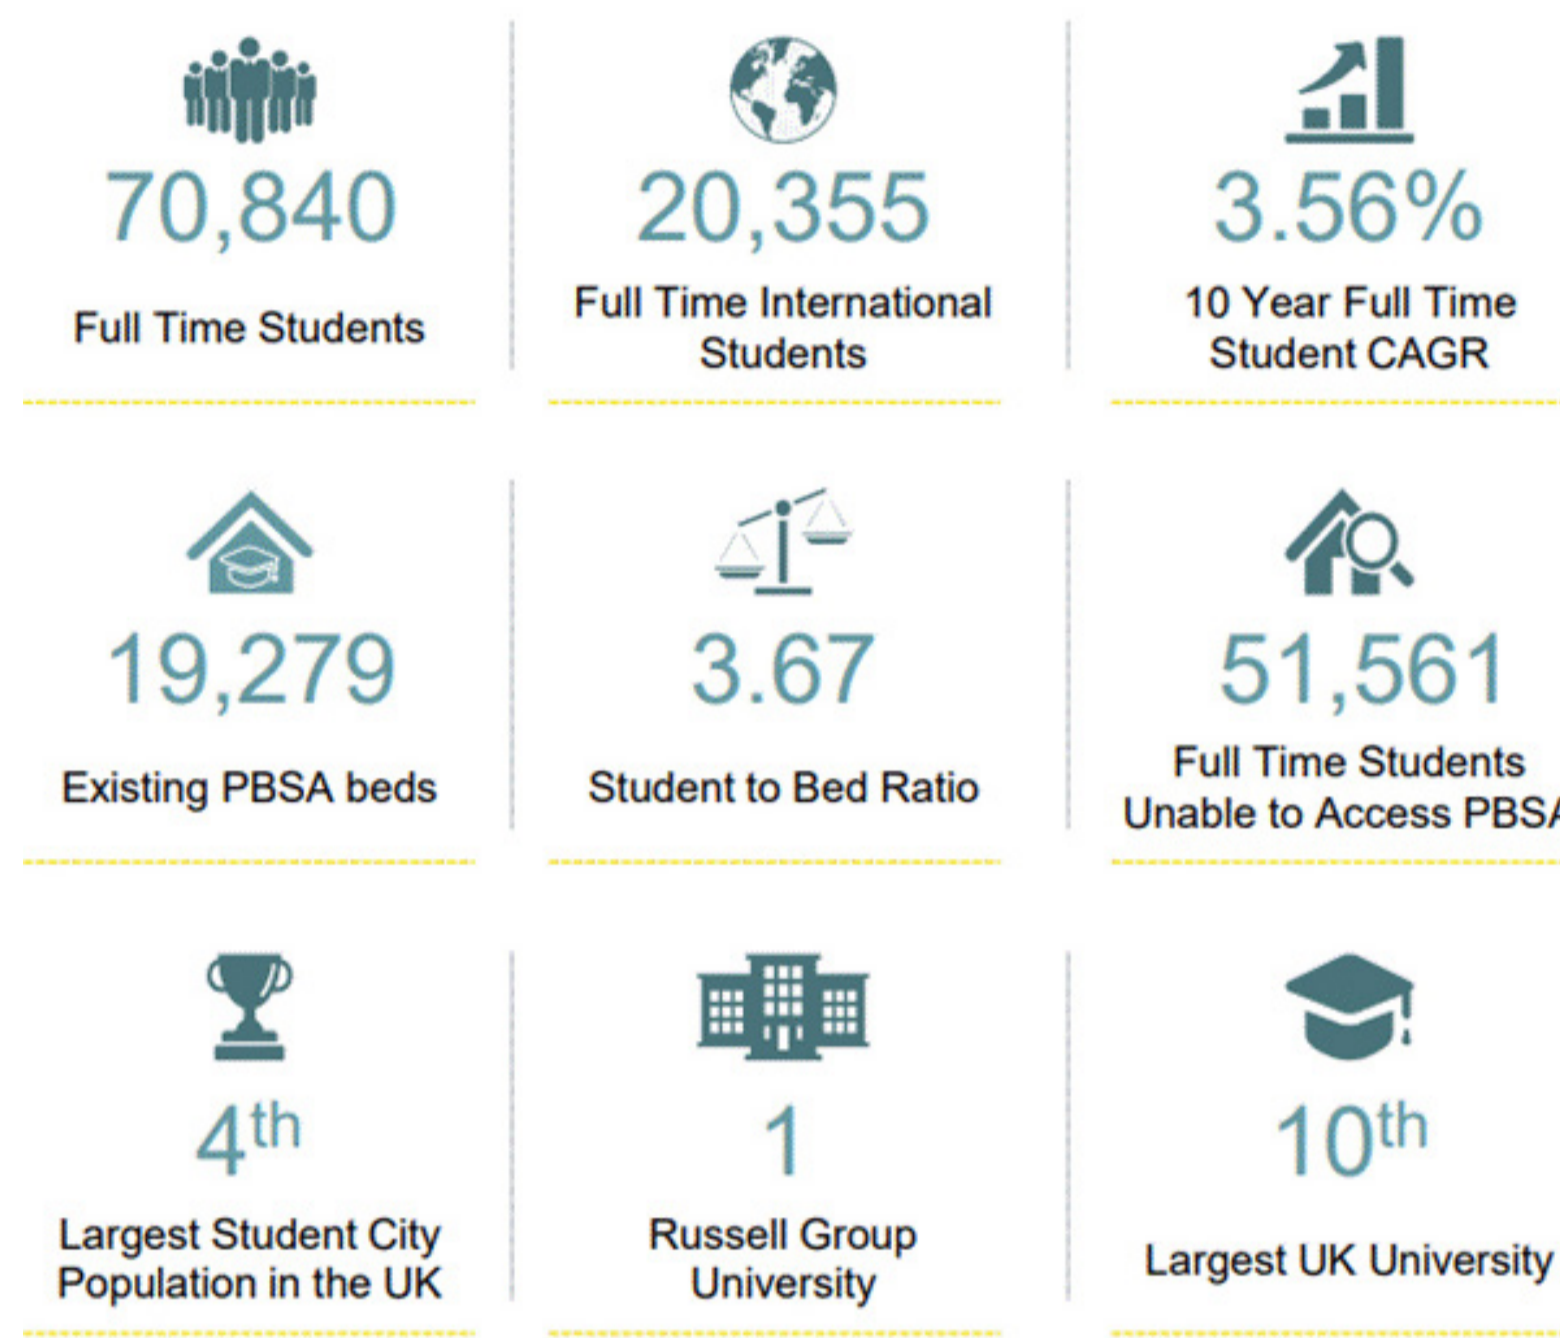 70,840
Full Time Students
20,355
Full Time International
Students
3.56%
10 Year Full Time
Student CAGR
19,279
Existing PBSA beds
3.67
Student to Bed Ratio
51,561
Full Time Students
Unable to Access PBSA
4th
Largest Student City
Population in the UK
1
Russell Group
University
10th
Largest UK University